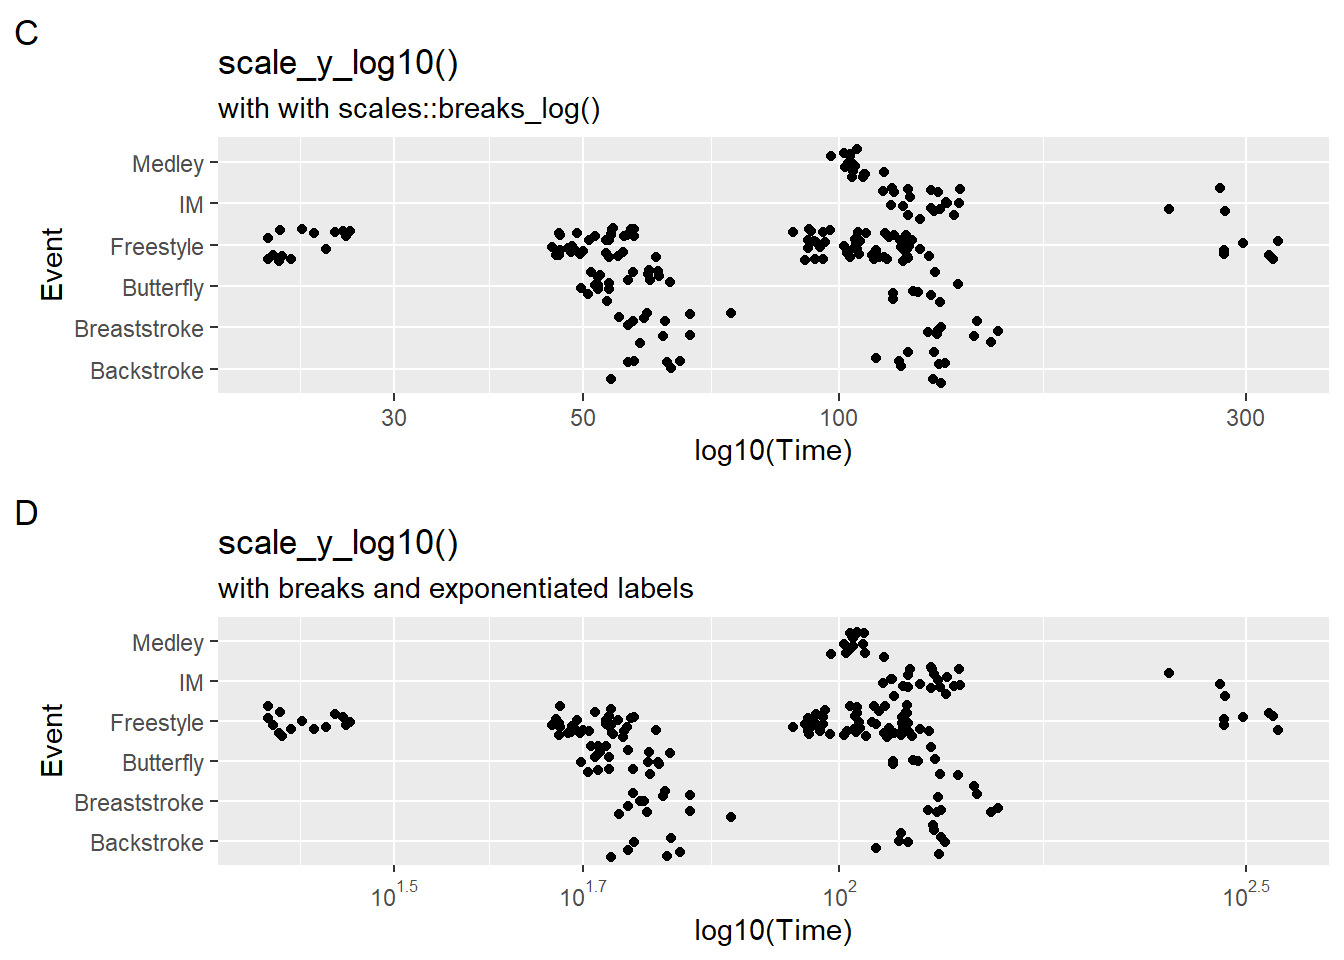 C
scale_y_log10()
with with scales::breaks_log()
Medley
IM
Freestyle
Butterfly
Breaststroke
Backstroke
Event
30 50 100 300
log10(Time)
D
scale_y_log10()
with breaks and exponentiated labels
Medley
IM
Freestyle
Butterfly
Breaststroke
Backstroke
Event
10^1.5 10^1.7 10^2 10^2.5
log10(Time)